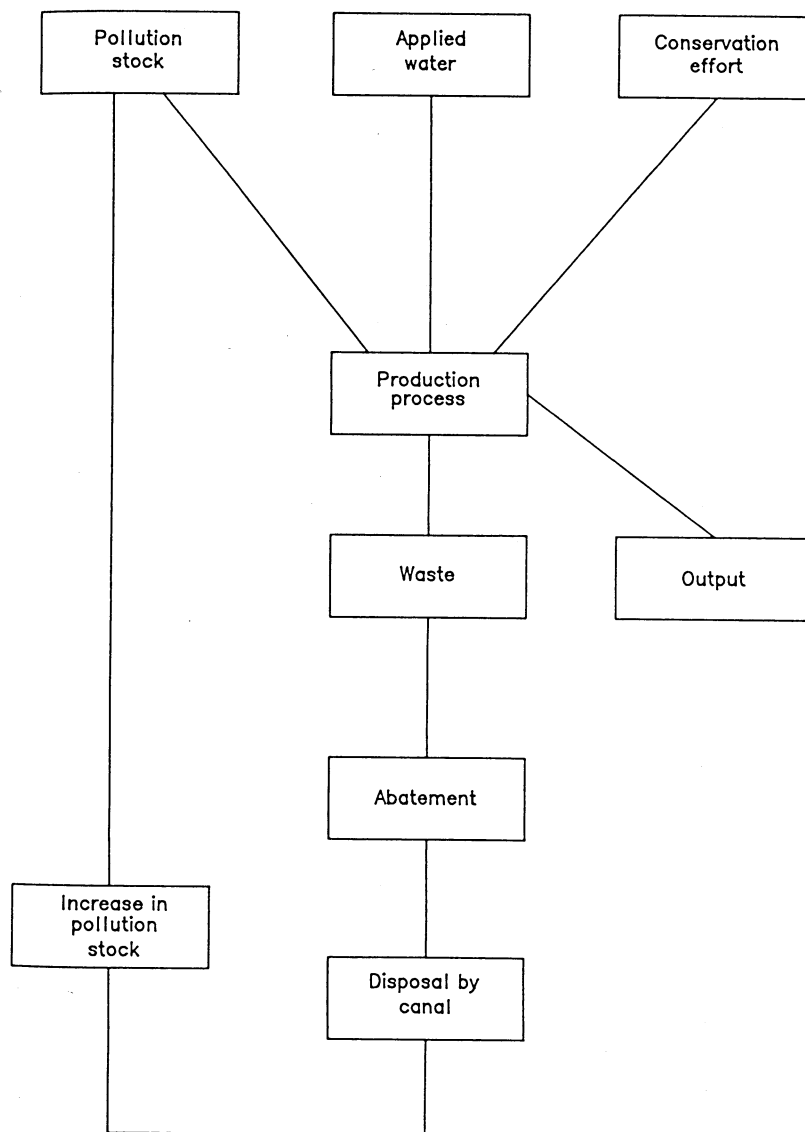 Pollution
stock
Applied
water
Conservation
effort
Production
process
Waste
Output
Abatement
Increase in
pollution
stock
Disposal by
canal